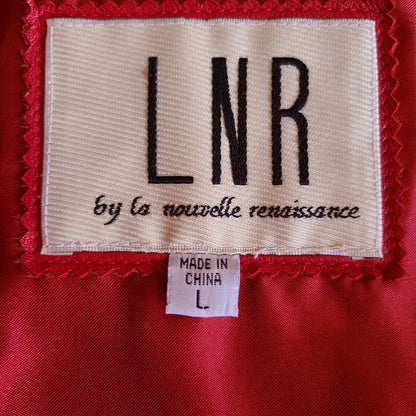 LNR
by la nouvelle renaissance
MADE IN
CHINA
L